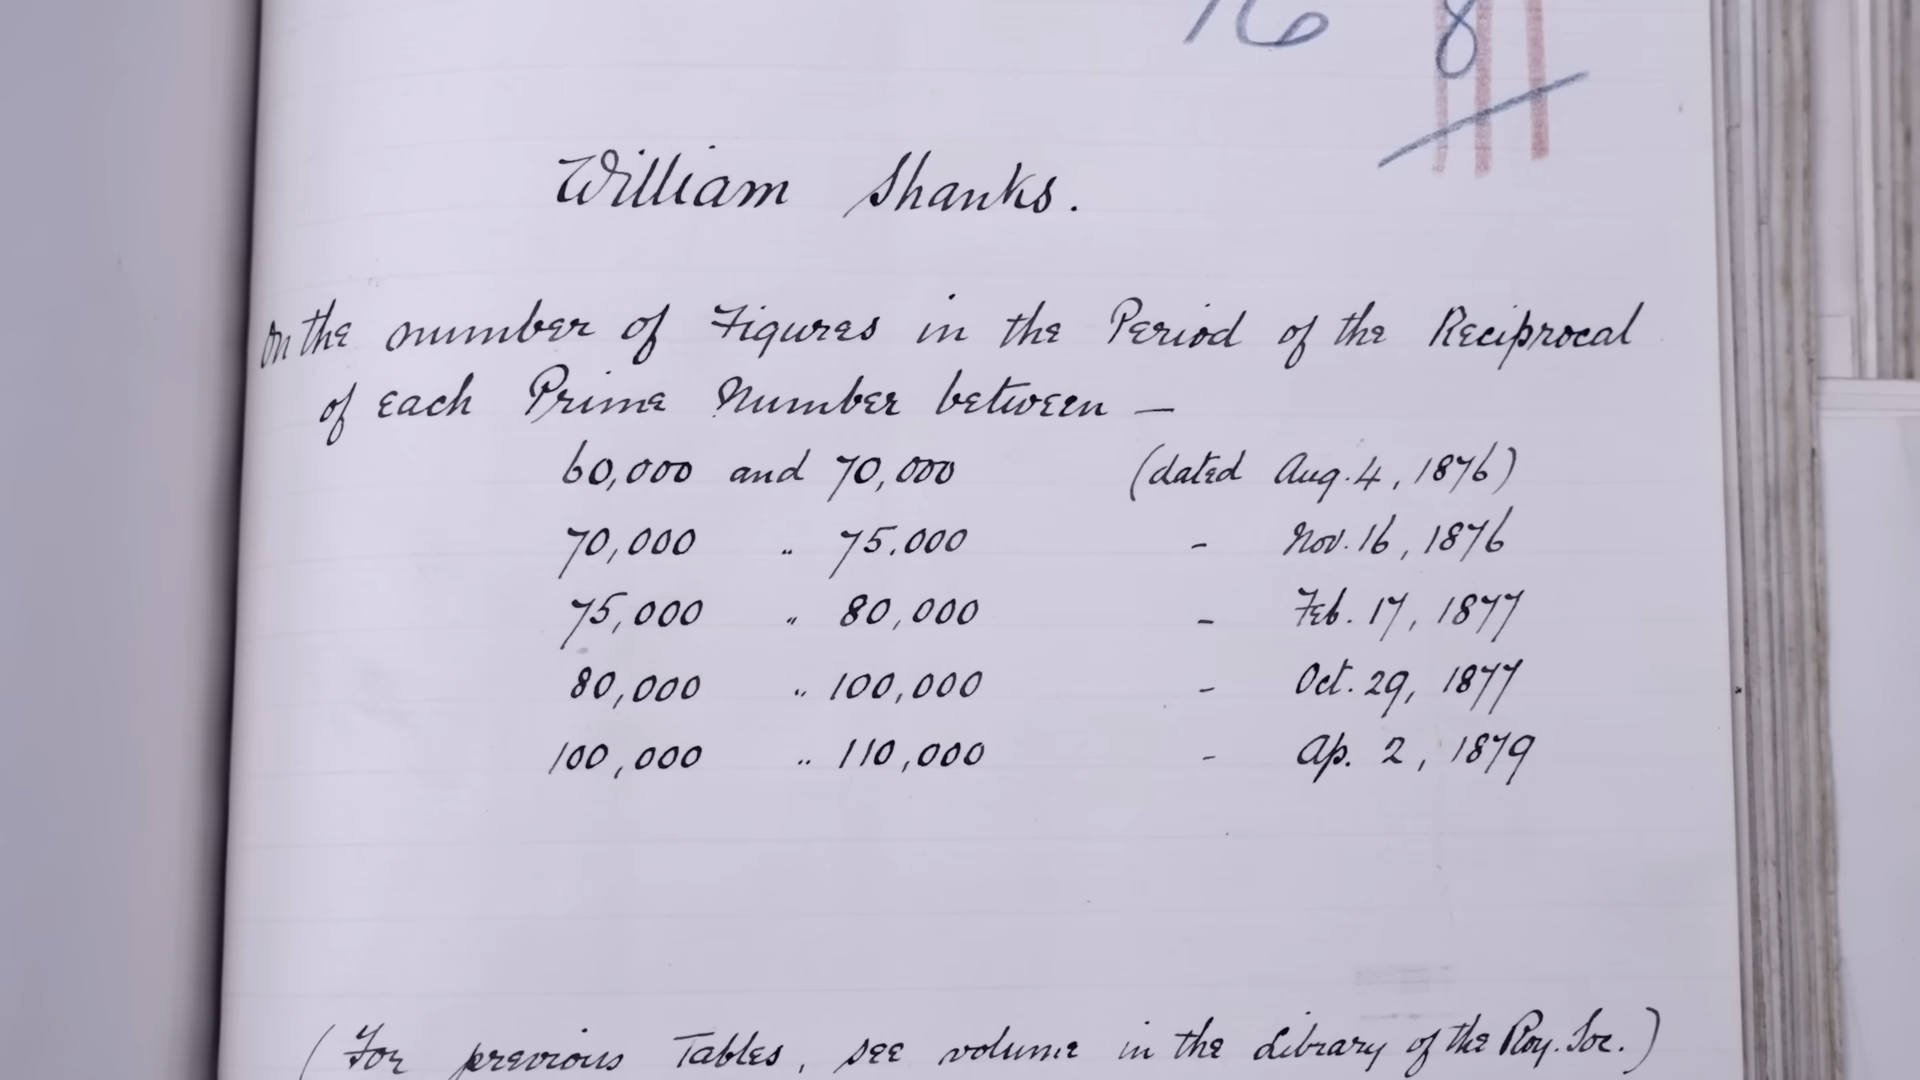 16 8
William Shanks.
On the number of Figures in the Period of the Reciprocal
of each Prime Number between —
60,000 and 70,000 (dated Aug. 4, 1876)
70,000 „ 75.000 - Nov. 16, 1876
75,000 „ 80,000 - Feb. 17, 1877
80,000 „ 100,000 - Oct. 29, 1877
100,000 „ 110,000 - Ap. 2, 1879
(For previous Tables, see volume in the Library of the Roy. Soc.)